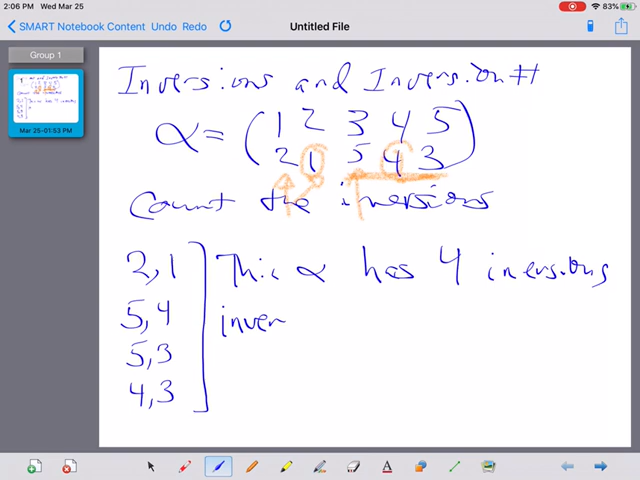 2:06 PM Wed Mar 25
83%
SMART Notebook Content Undo Redo
Untitled File
Group 1
1
Mar 25-01:53 PM
Inversions and Inversion #
α = ( 1 2 3 4 5
2 1 5 4 3 )
Count the inversions
2,1 This α has 4 inversions
5,4 inver
5,3
4,3
A